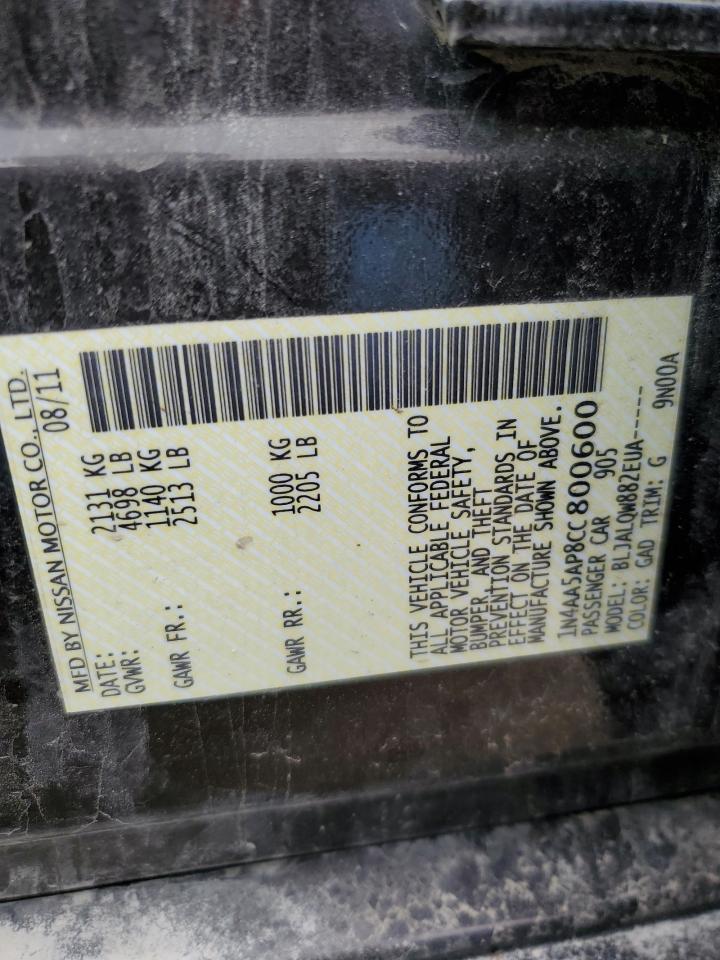 MFD BY NISSAN MOTOR CO., LTD.
DATE: 08/11
GVWR: 2131 KG
4698 LB
GAWR FR.: 1140 KG
2513 LB
GAWR RR.: 1000 KG
2205 LB
THIS VEHICLE CONFORMS TO
ALL APPLICABLE FEDERAL
MOTOR VEHICLE SAFETY,
BUMPER, AND THEFT
PREVENTION STANDARDS IN
EFFECT ON THE DATE OF
MANUFACTURE SHOWN ABOVE.
1N4AA5AP8CC800600
PASSENGER CAR 905
MODEL: BLJALQW882EUA-----
COLOR: GAD TRIM: G 9N00A